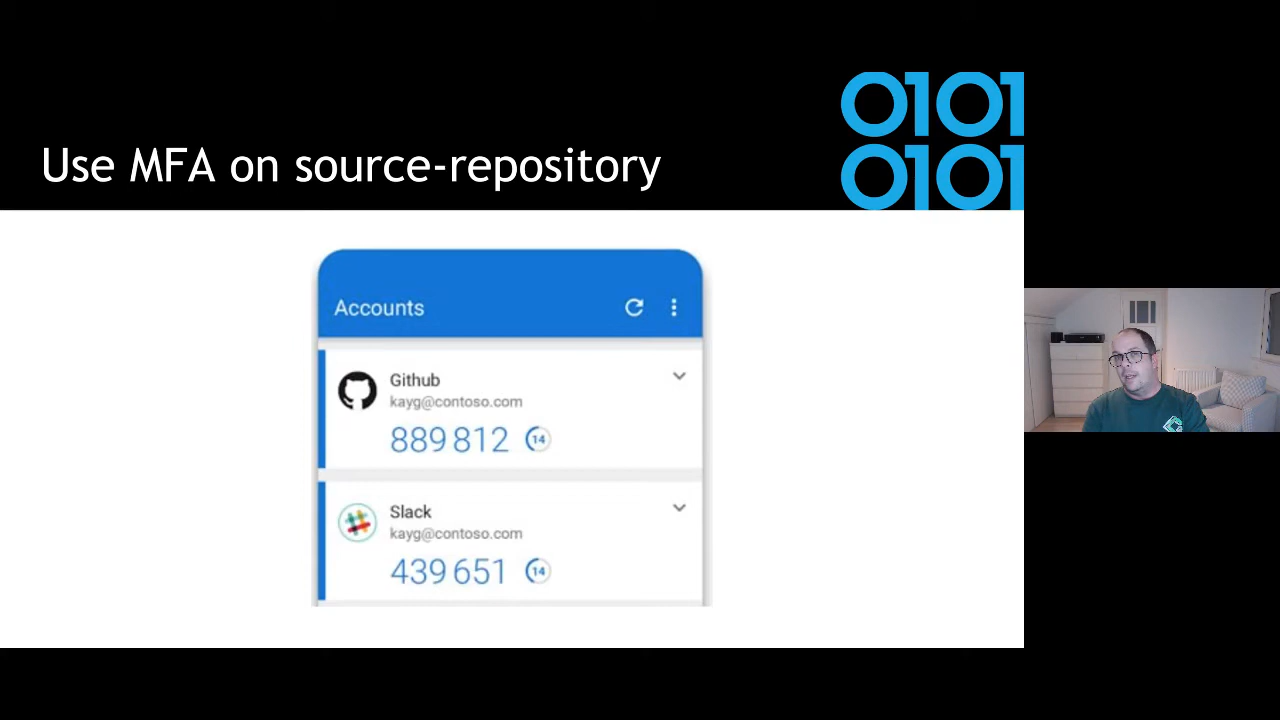 0101
Use MFA on source-repository
0101
Accounts
Github
kayg@contoso.com
889 812
14
Slack
kayg@contoso.com
439 651
14